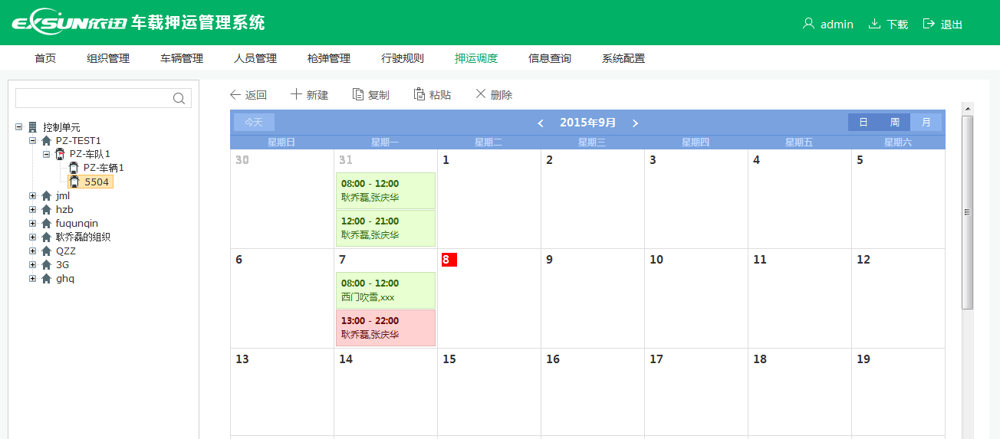 EXSUN依迅 车载押运管理系统
admin 下载 退出
首页 组织管理 车辆管理 人员管理 枪弹管理 行驶规则 押运调度 信息查询 系统配置
返回 新建 复制 粘贴 删除
控制单元
PZ-TEST1
PZ-车队1
PZ-车辆1
5504
jml
hzb
fuqunqin
耿乔磊的组织
QZZ
3G
ghq
今天 2015年9月 日 周 月
星期日 星期一 星期二 星期三 星期四 星期五 星期六
30 31 1 2 3 4 5
08:00 - 12:00
耿乔磊,张庆华
12:00 - 21:00
耿乔磊,张庆华
6 7 8 9 10 11 12
08:00 - 12:00
西门吹雪,xxx
13:00 - 22:00
耿乔磊,张庆华
13 14 15 16 17 18 19